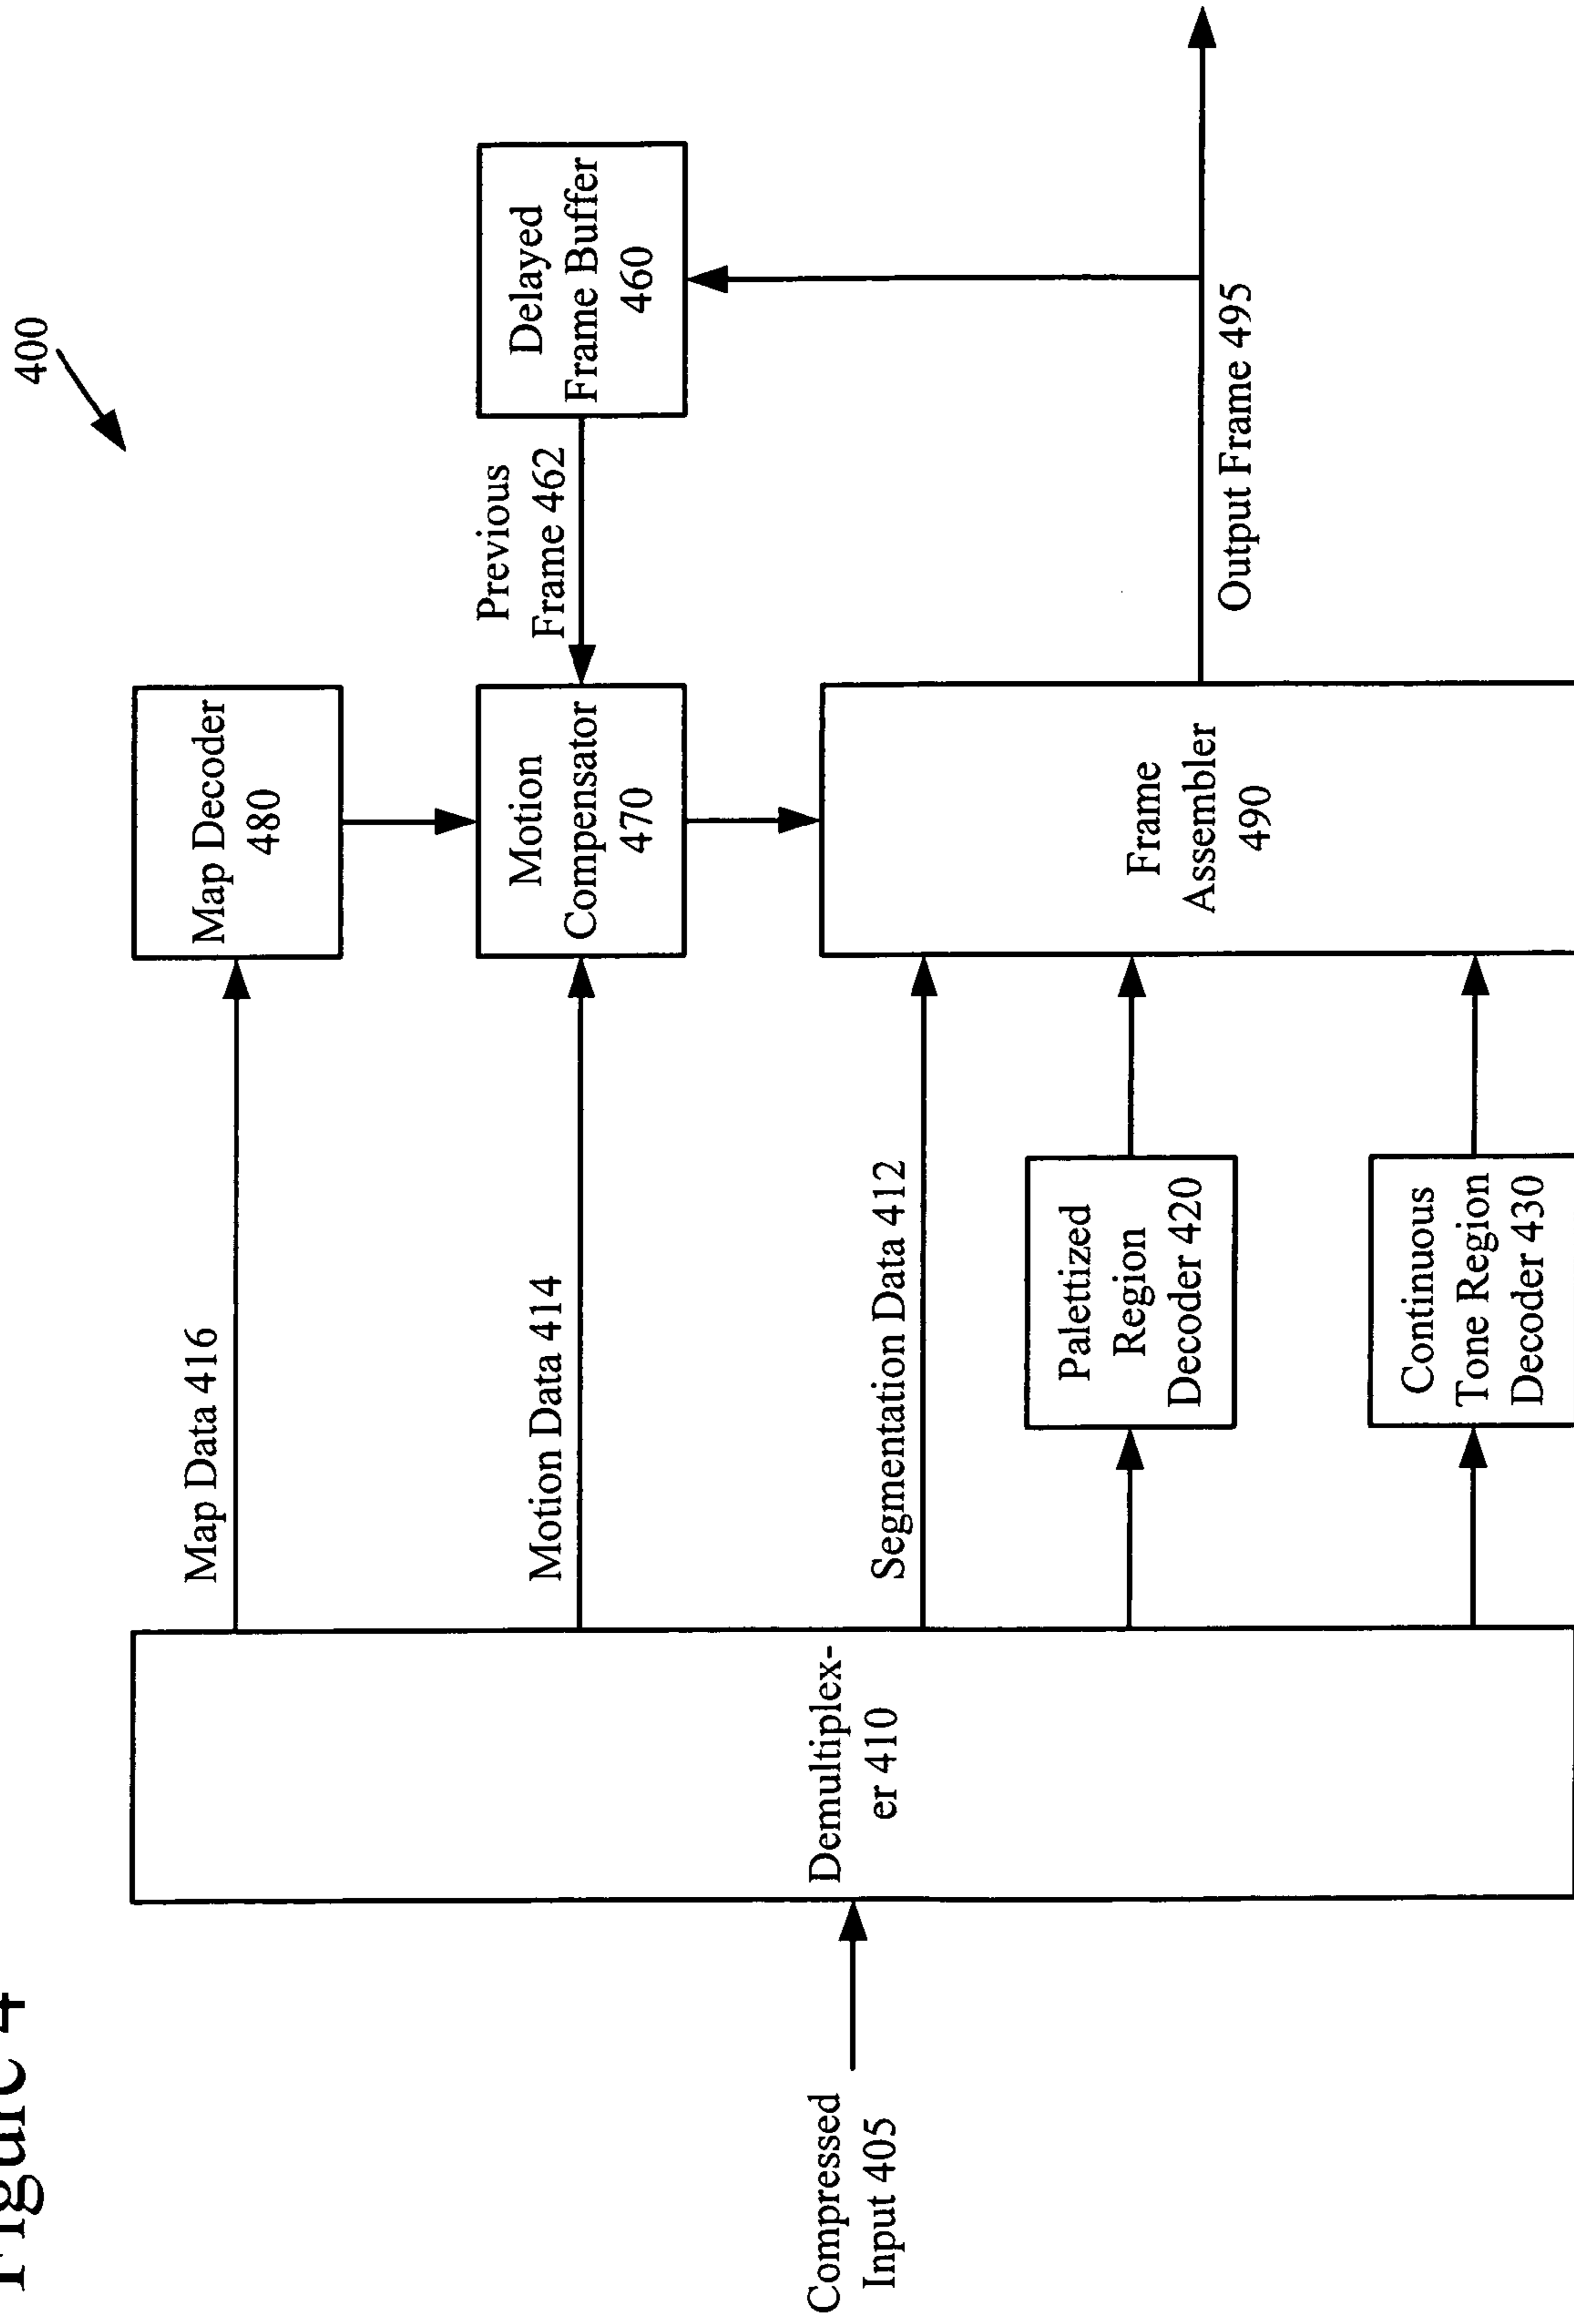 Figure 4
400
Map Data 416
Map Decoder
480
Previous
Frame 462
Delayed
Frame Buffer
460
Motion Data 414
Motion
Compensator
470
Compressed
Input 405
Demultiplex-
er 410
Segmentation Data 412
Palettized
Region
Decoder 420
Continuous
Tone Region
Decoder 430
Frame
Assembler
490
Output Frame 495